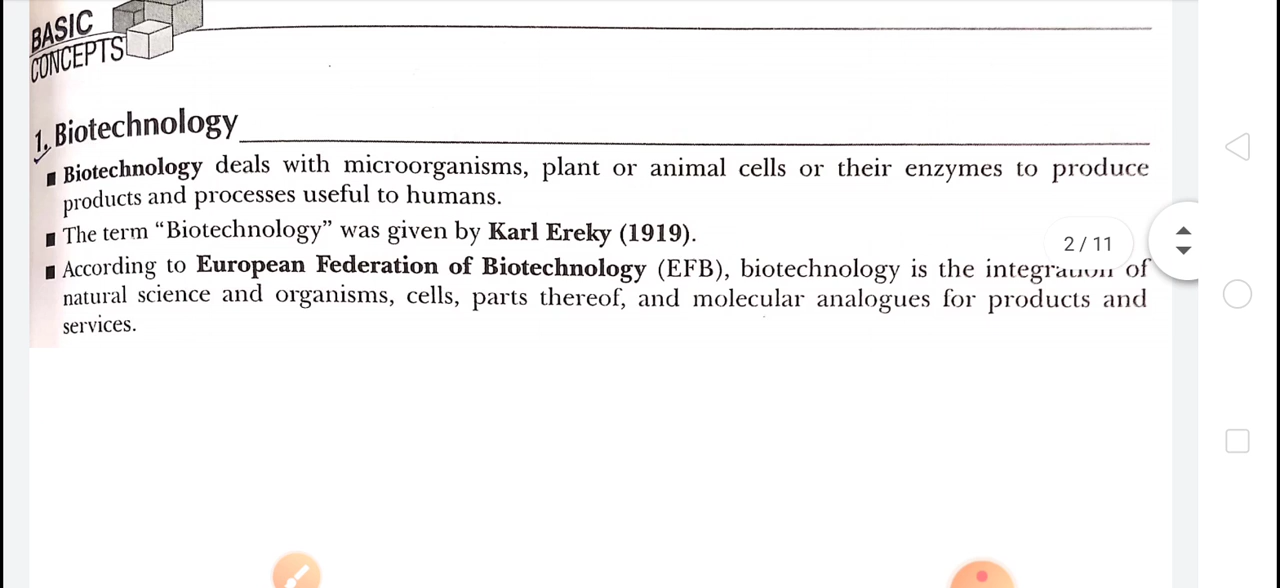 BASIC
CONCEPTS
1. Biotechnology
■ Biotechnology deals with microorganisms, plant or animal cells or their enzymes to produce
products and processes useful to humans.
■ The term “Biotechnology” was given by Karl Ereky (1919).
2 / 11
■ According to European Federation of Biotechnology (EFB), biotechnology is the integration of
natural science and organisms, cells, parts thereof, and molecular analogues for products and
services.